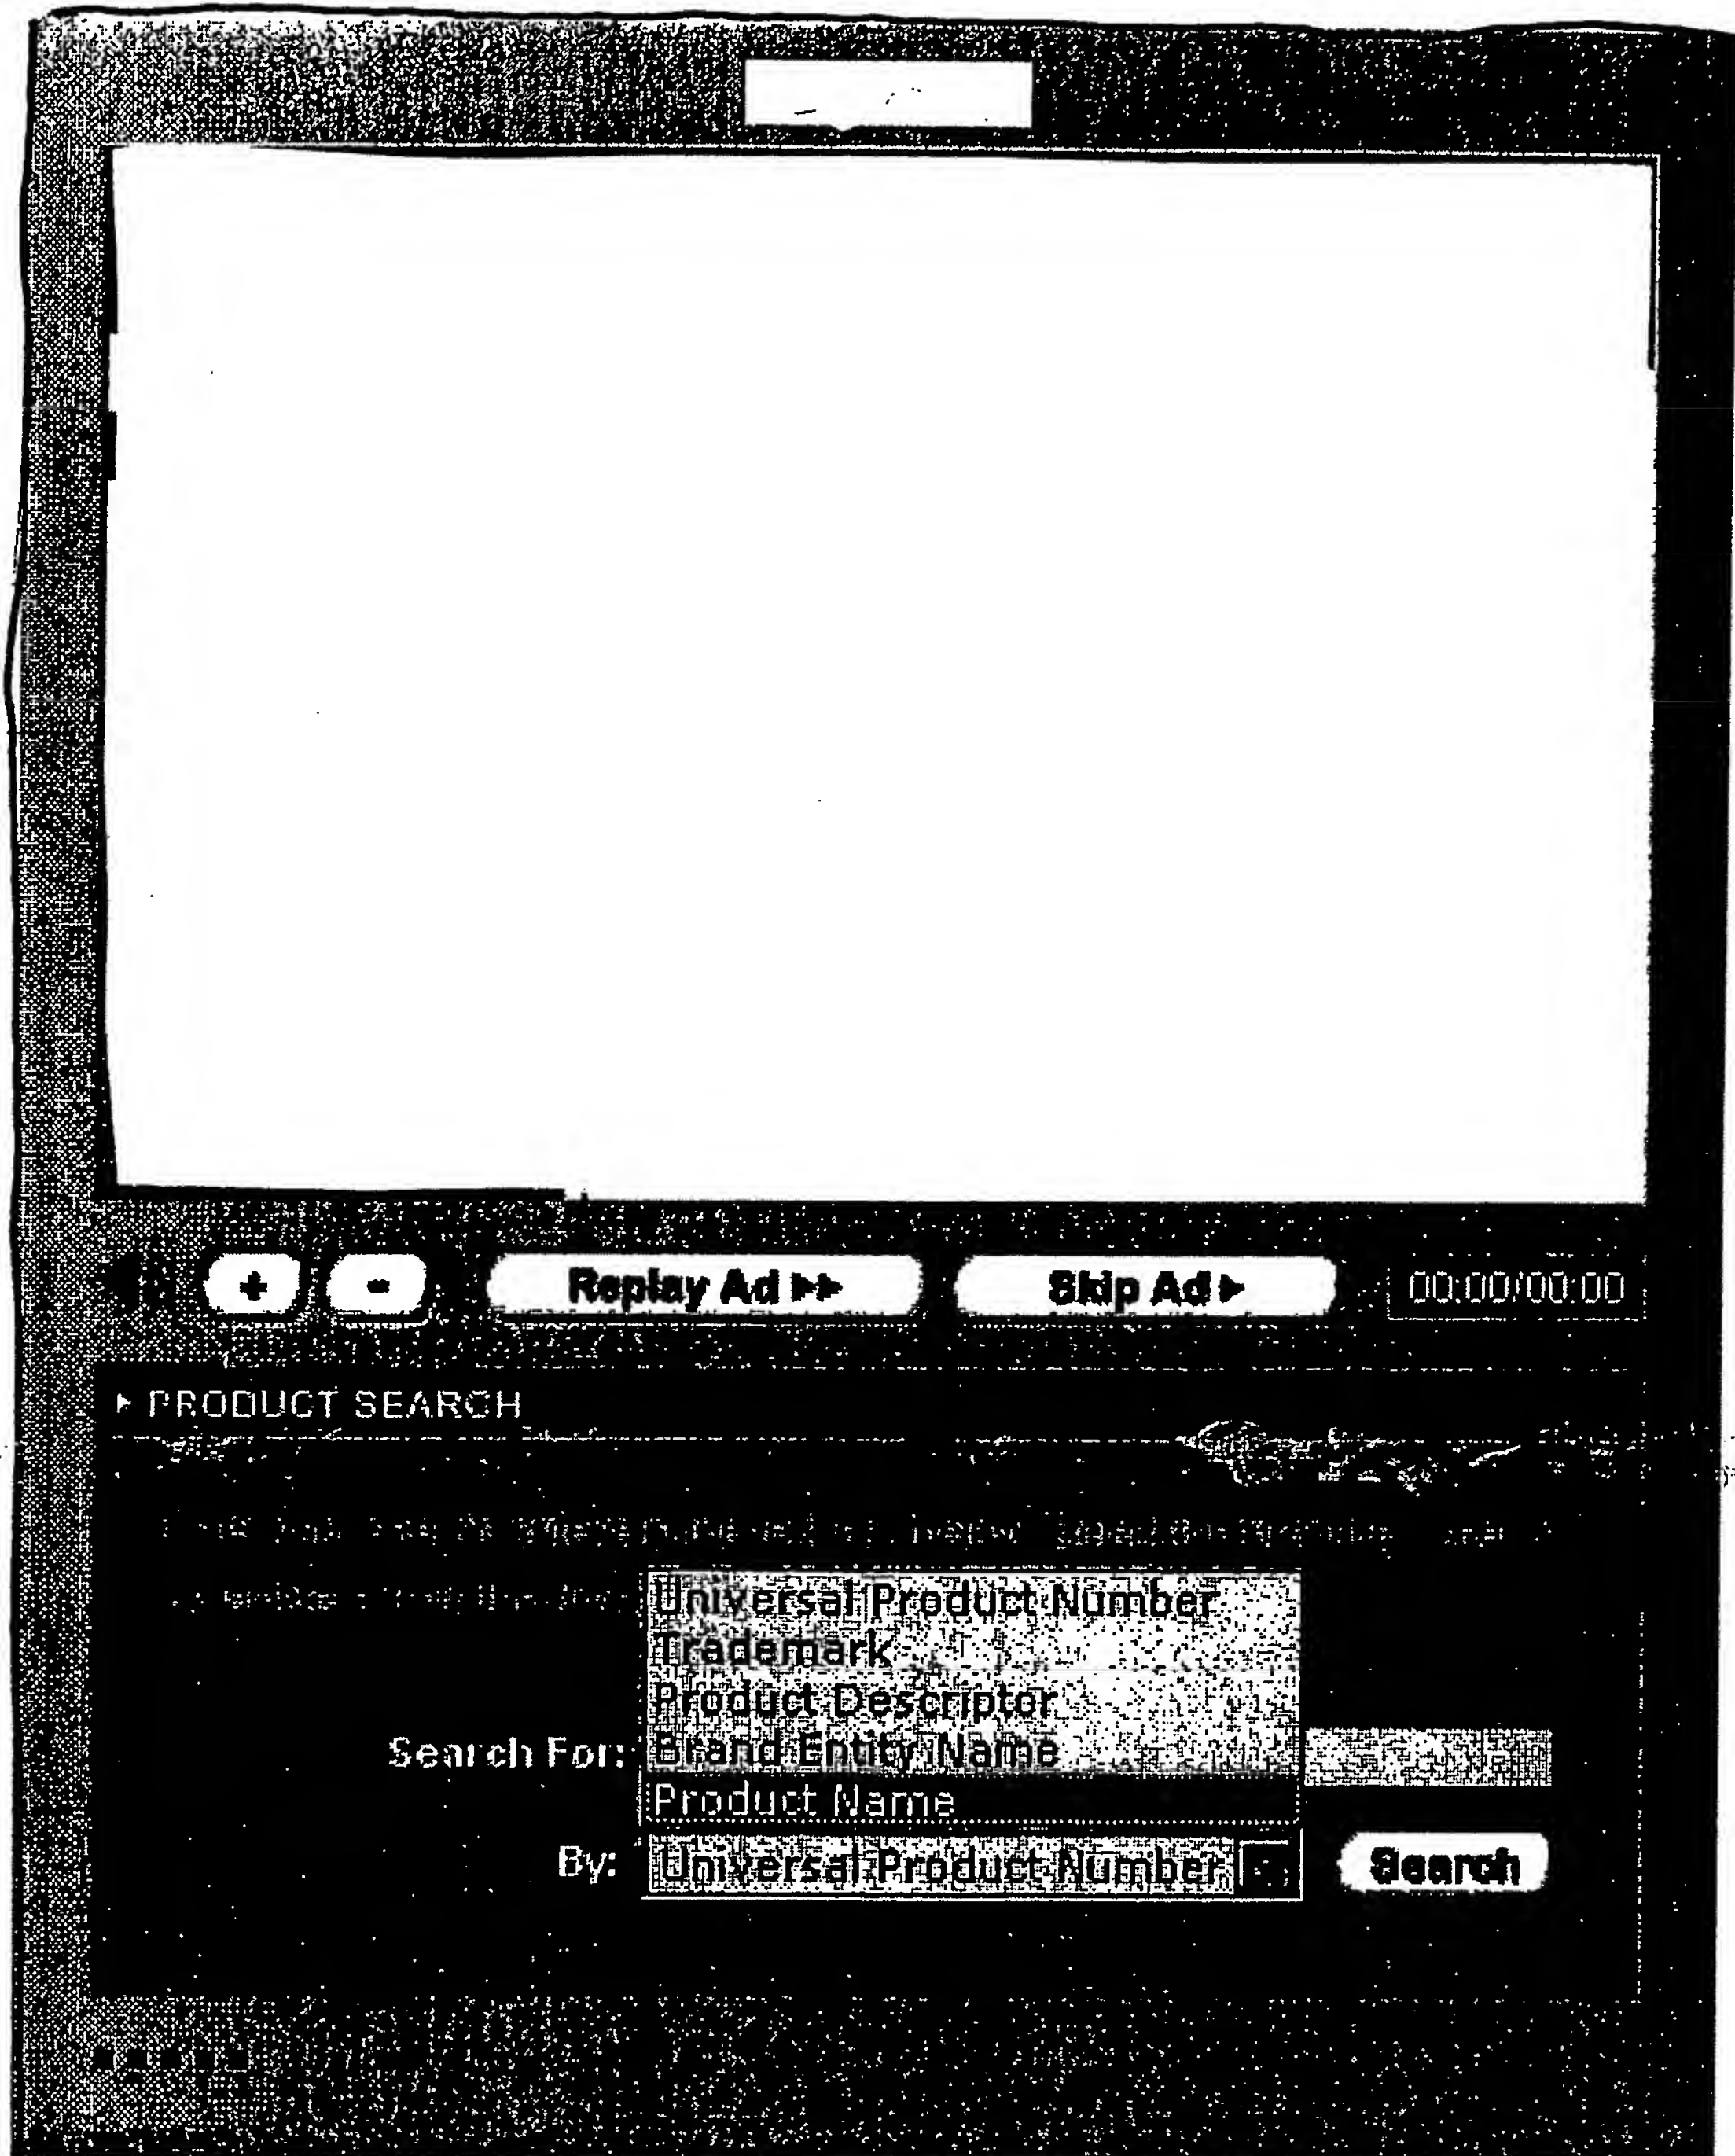 + - Replay Ad Skip Ad 00:00/00:00
PRODUCT SEARCH
Universal Product Number
Trademark
Product Descriptor
Search For: Brand Entity Name
Product Name
By: Universal Product Number Search